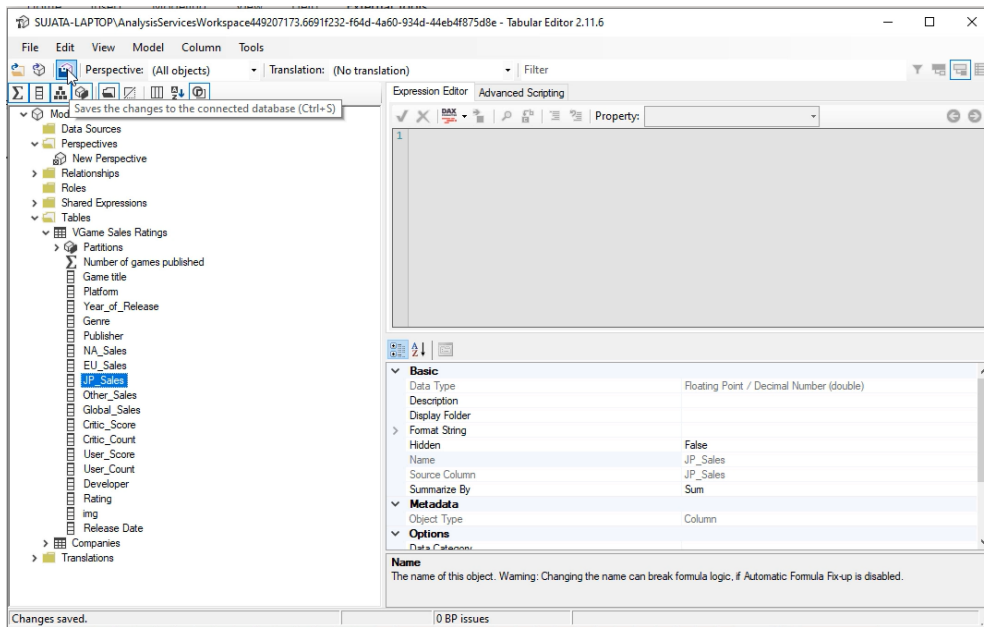 SUJATA-LAPTOP\AnalysisServicesWorkspace449207173.6691f232-f64d-4a60-934d-44eb4f875d8e - Tabular Editor 2.11.6
File Edit View Model Column Tools
Perspective: (All objects) Translation: (No translation) Filter
Expression Editor Advanced Scripting
Saves the changes to the connected database (Ctrl+S)
DAX Property:
1
Mod
Data Sources
Perspectives
New Perspective
Relationships
Roles
Shared Expressions
Tables
VGame Sales Ratings
Partitions
Number of games published
Game title
Platform
Year_of_Release
Genre
Publisher
NA_Sales
EU_Sales
JP_Sales
Other_Sales
Global_Sales
Critic_Score
Critic_Count
User_Score
User_Count
Developer
Rating
img
Release Date
Companies
Translations
Basic
Data Type Floating Point / Decimal Number (double)
Description
Display Folder
Format String
Hidden False
Name JP_Sales
Source Column JP_Sales
Summarize By Sum
Metadata
Object Type Column
Options
Data Category
Name
The name of this object. Warning: Changing the name can break formula logic, if Automatic Formula Fix-up is disabled.
Changes saved. 0 BP issues